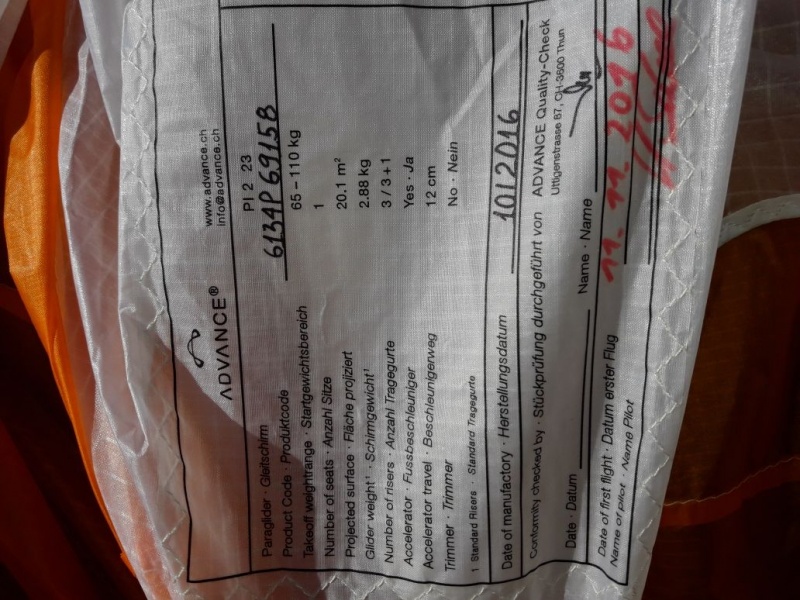 ADVANCE®
www.advance.ch
info@advance.ch
Paraglider · Gleitschirm PI 2 23
Product Code · Produktcode 6134P6915B
Takeoff weightrange · Startgewichtsbereich 65 – 110 kg
Number of seats · Anzahl Sitze 1
Projected surface · Fläche projiziert 20.1 m²
Glider weight¹ · Schirmgewicht¹ 2.88 kg
Number of risers · Anzahl Tragegurte 3 / 3+1
Accelerator · Fussbeschleuniger Yes · Ja
Accelerator travel · Beschleunigerweg 12 cm
Trimmer · Trimmer No · Nein
1 Standard Risers · Standard Tragegurte
Date of manufactory · Herstellungsdatum 10/2016
Conformity checked by · Stückprüfung durchgeführt von ADVANCE Quality-Check
Uttigenstrasse 87, CH-3600 Thun
Date · Datum Name · Name
Date of first flight · Datum erster Flug 11.11.2016
Name of pilot · Name Pilot